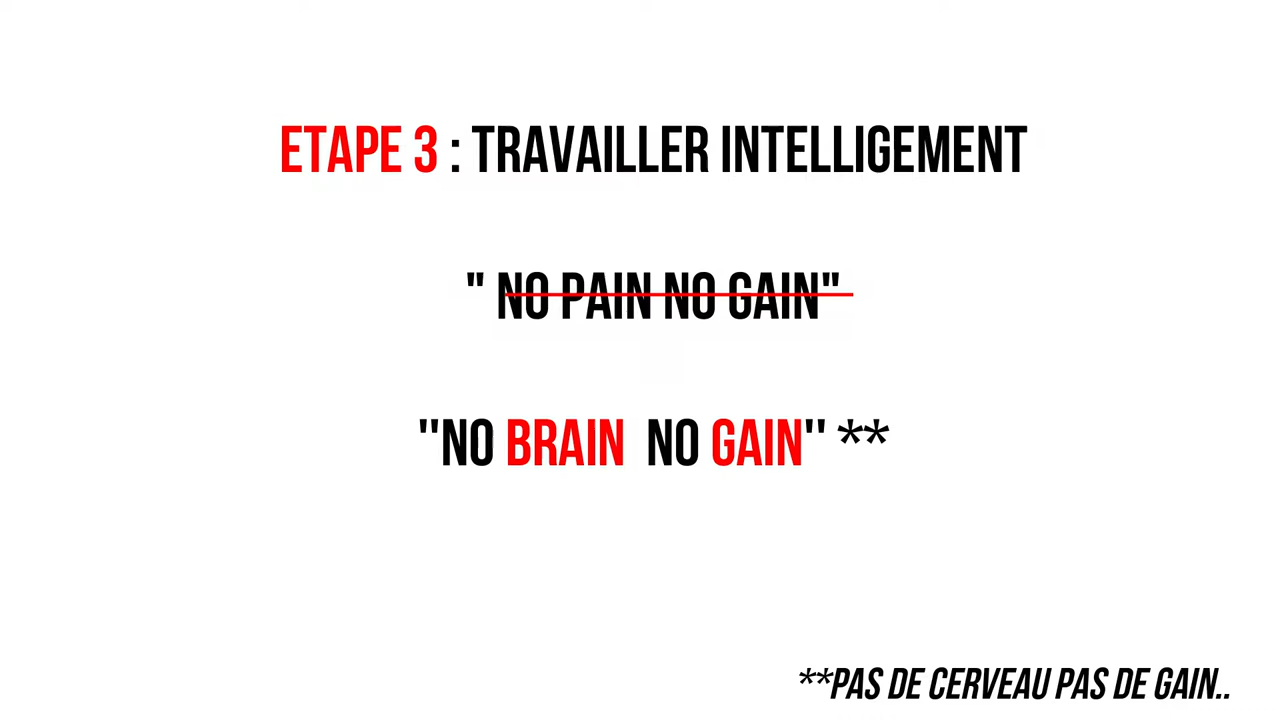 ETAPE 3 : TRAVAILLER INTELLIGEMENT
" NO PAIN NO GAIN"
"NO BRAIN NO GAIN" **
**PAS DE CERVEAU PAS DE GAIN..